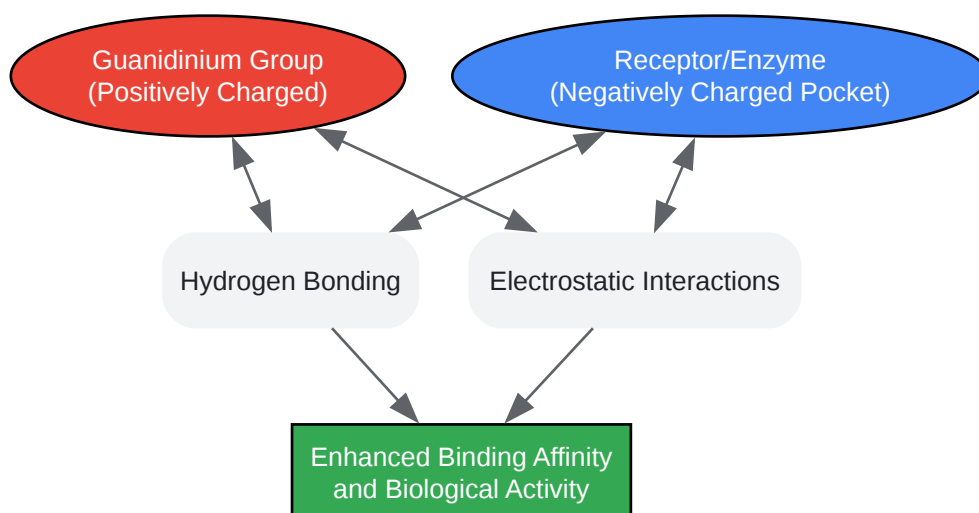 Guanidinium Group
(Positively Charged)
Receptor/Enzyme
(Negatively Charged Pocket)
Hydrogen Bonding
Electrostatic Interactions
Enhanced Binding Affinity
and Biological Activity